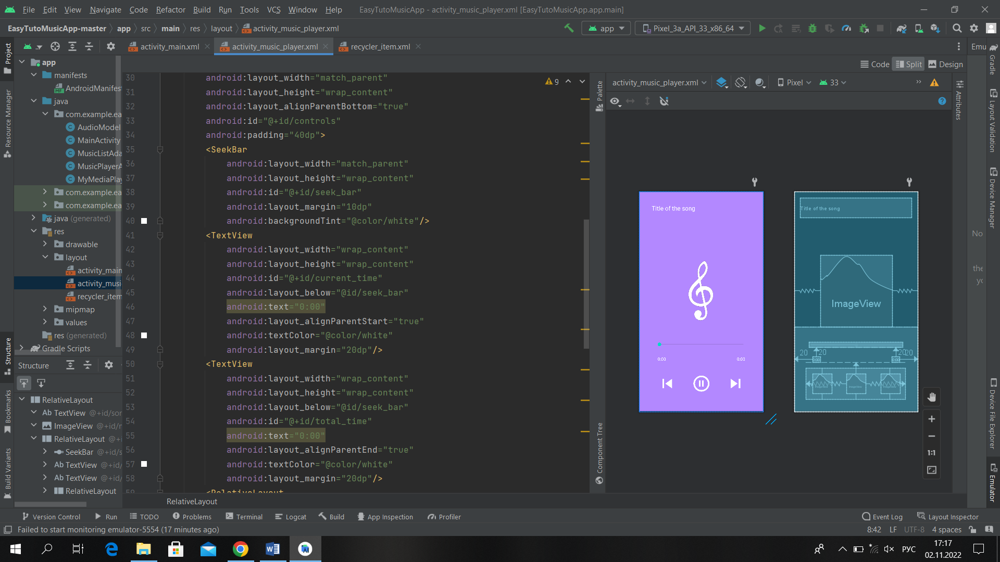 File Edit View Navigate Code Refactor Build Run Tools VCS Window Help EasyTutoMusicApp - activity_music_player.xml [EasyTutoMusicApp.app.main]
EasyTutoMusicApp-master app src main res layout activity_music_player.xml app Pixel_3a_API_33_x86_64
activity_main.xml activity_music_player.xml recycler_item.xml Emu
Code Split Design
Project
Resource Manager
Structure
Bookmarks
Build Variants
app
manifests
AndroidManifes
java
com.example.ea
AudioModel
MainActivity
MusicListAda
MusicPlayerA
MyMediaPlay
com.example.ea
com.example.ea
java (generated)
res
drawable
layout
activity_main
activity_musi
recycler_item
mipmap
values
res (generated)
Gradle Scripts
Structure
RelativeLayout
Ab TextView @+id/son
ImageView @+id/r
RelativeLayout @+i
SeekBar @+id/s
Ab TextView @+id/
Ab TextView @+id/
RelativeLayout
30 android:layout_width="match_parent"
31 android:layout_height="wrap_content"
32 android:layout_alignParentBottom="true"
33 android:id="@+id/controls"
34 android:padding="40dp">
35 <SeekBar
36 android:layout_width="match_parent"
37 android:layout_height="wrap_content"
38 android:id="@+id/seek_bar"
39 android:layout_margin="10dp"
40 android:backgroundTint="@color/white"/>
41 <TextView
42 android:layout_width="wrap_content"
43 android:layout_height="wrap_content"
44 android:id="@+id/current_time"
45 android:layout_below="@id/seek_bar"
46 android:text="0:00"
47 android:layout_alignParentStart="true"
48 android:textColor="@color/white"
49 android:layout_margin="20dp"/>
50 <TextView
51 android:layout_width="wrap_content"
52 android:layout_height="wrap_content"
53 android:layout_below="@id/seek_bar"
54 android:id="@+id/total_time"
55 android:text="0:00"
56 android:layout_alignParentEnd="true"
57 android:textColor="@color/white"
58 android:layout_margin="20dp"/>
59 <RelativeLayout
9
RelativeLayout
Palette
Component Tree
activity_music_player.xml Pixel 33
Title of the song
0:00 0:00
Title of the song
ImageView
20 20 20 20
0:00 0:00
1:1
Attributes
No
the
yo
Gradle
Layout Validation
Device Manager
Device File Explorer
Emulator
Version Control Run TODO Problems Terminal Logcat Build App Inspection Profiler Event Log Layout Inspector
Failed to start monitoring emulator-5554 (17 minutes ago) 8:42 LF UTF-8 4 spaces
РУС 17:17
02.11.2022